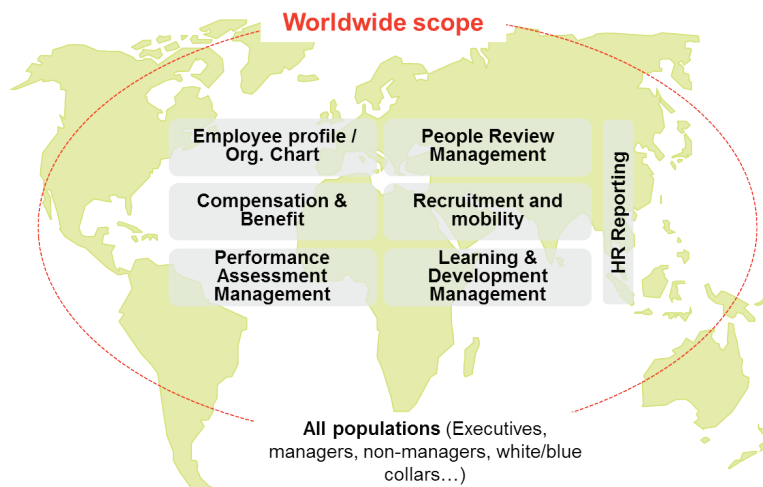 Worldwide scope
Employee profile /
Org. Chart
People Review
Management
Compensation &
Benefit
Recruitment and
mobility
Performance
Assessment
Management
Learning &
Development
Management
HR Reporting
All populations (Executives,
managers, non-managers, white/blue
collars…)